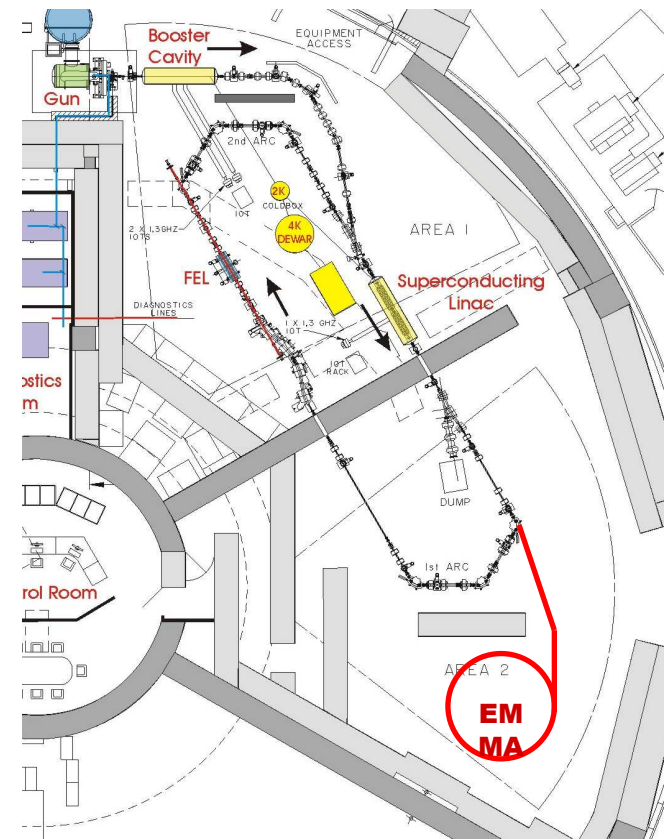 Booster
Cavity
EQUIPMENT
ACCESS
Gun
2nd ARC
2K
COLDBOX
IOT
4K
DEWAR
2 X 1,3GHZ
IOTS
AREA 1
FEL
Superconducting
Linac
DIAGNOSTICS
LINES
1 X 1,3 GHZ
IOT
IOT
RACK
ostics
m
DUMP
1st ARC
rol Room
AREA 2
EM
MA